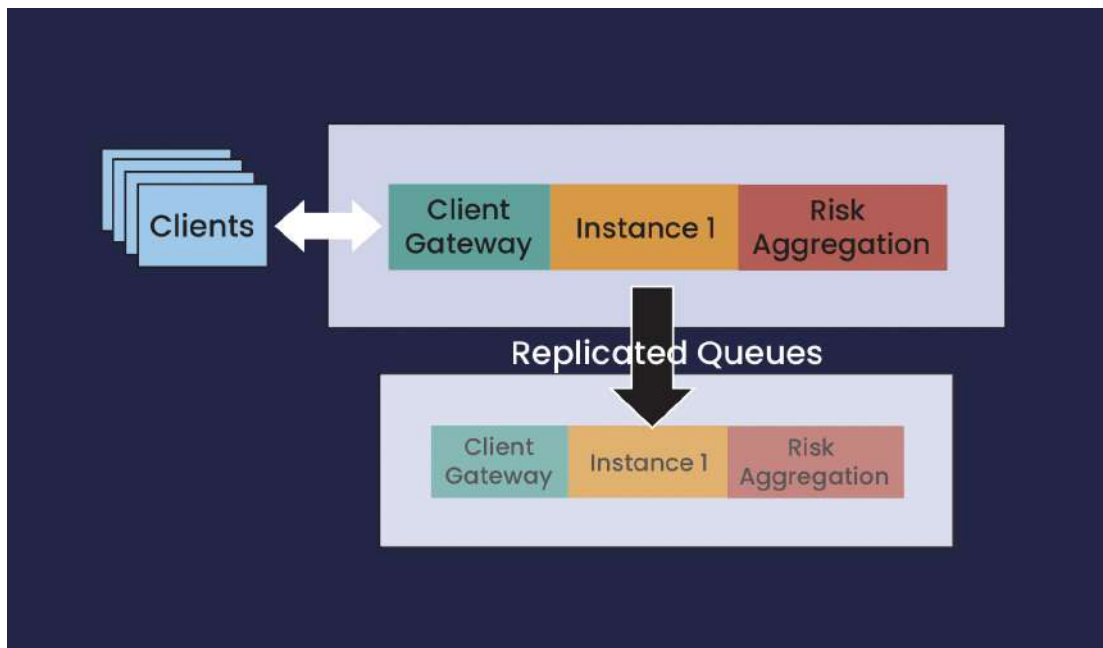 Clients
Client
Gateway
Instance 1
Risk
Aggregation
Replicated Queues
Client
Gateway
Instance 1
Risk
Aggregation